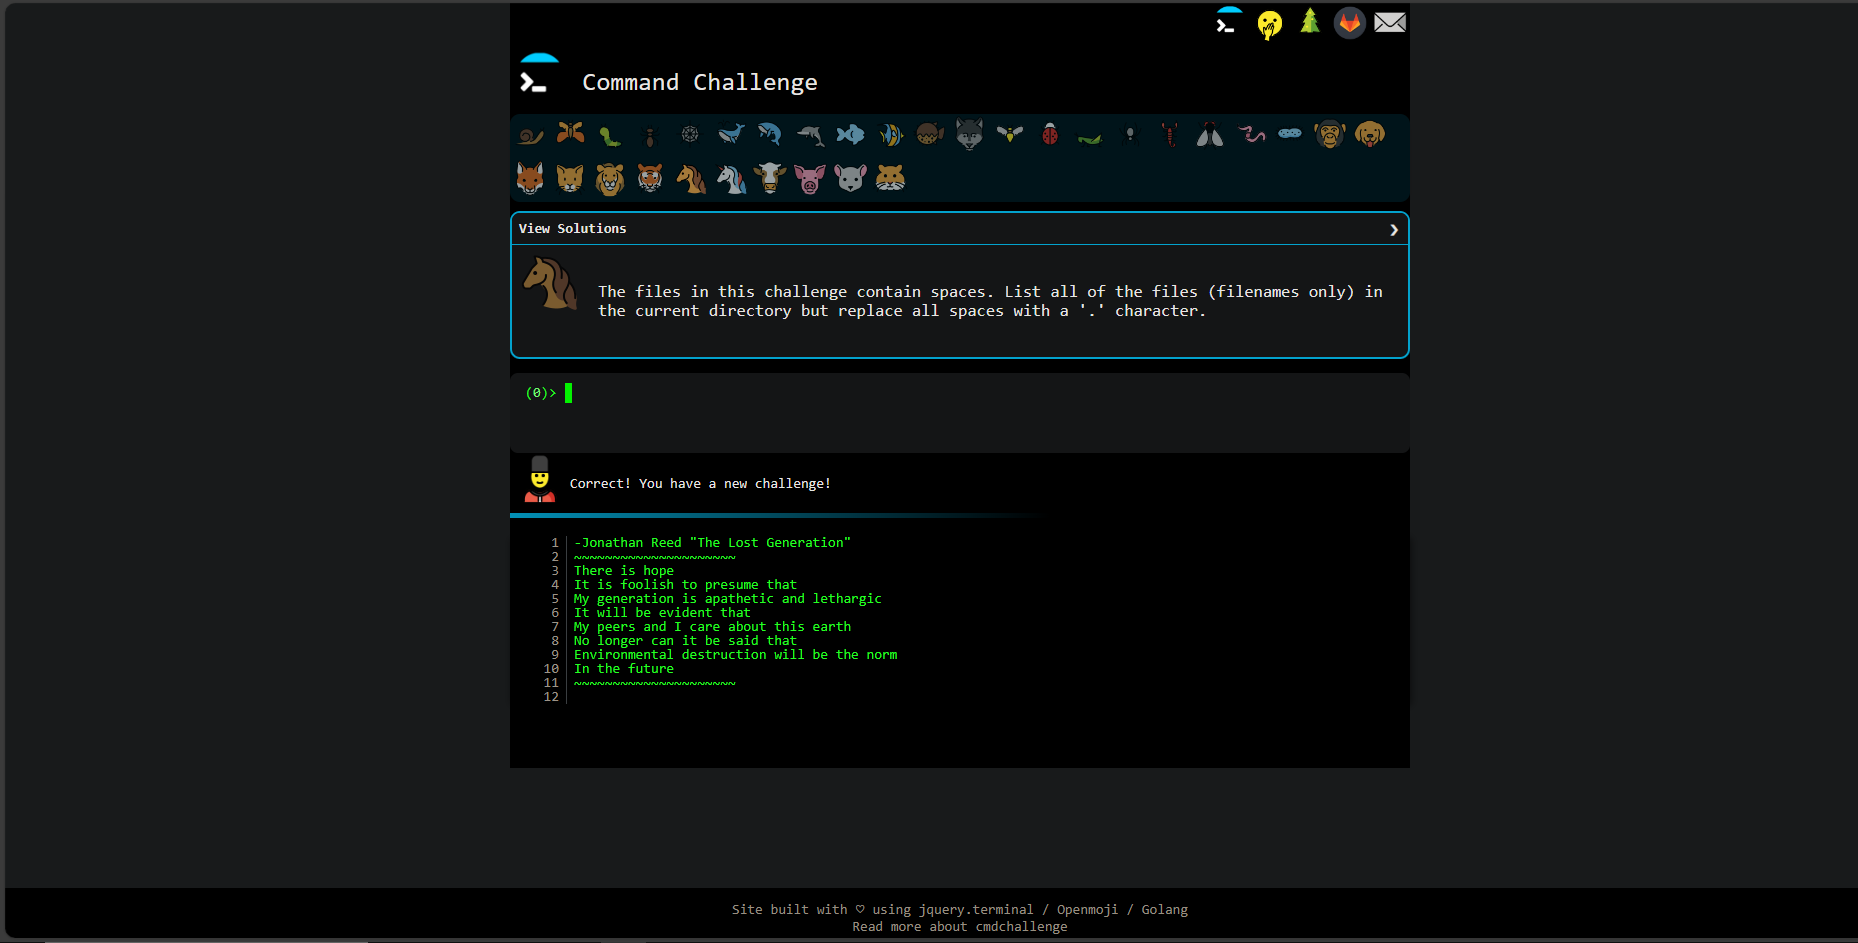 Command Challenge
View Solutions
The files in this challenge contain spaces. List all of the files (filenames only) in
the current directory but replace all spaces with a '.' character.
(0)>
Correct! You have a new challenge!
1 -Jonathan Reed "The Lost Generation"
2 ~~~~~~~~~~~~~~~~~~~~~
3 There is hope
4 It is foolish to presume that
5 My generation is apathetic and lethargic
6 It will be evident that
7 My peers and I care about this earth
8 No longer can it be said that
9 Environmental destruction will be the norm
10 In the future
11 ~~~~~~~~~~~~~~~~~~~~~
12
Site built with ♡ using jquery.terminal / Openmoji / Golang
Read more about cmdchallenge